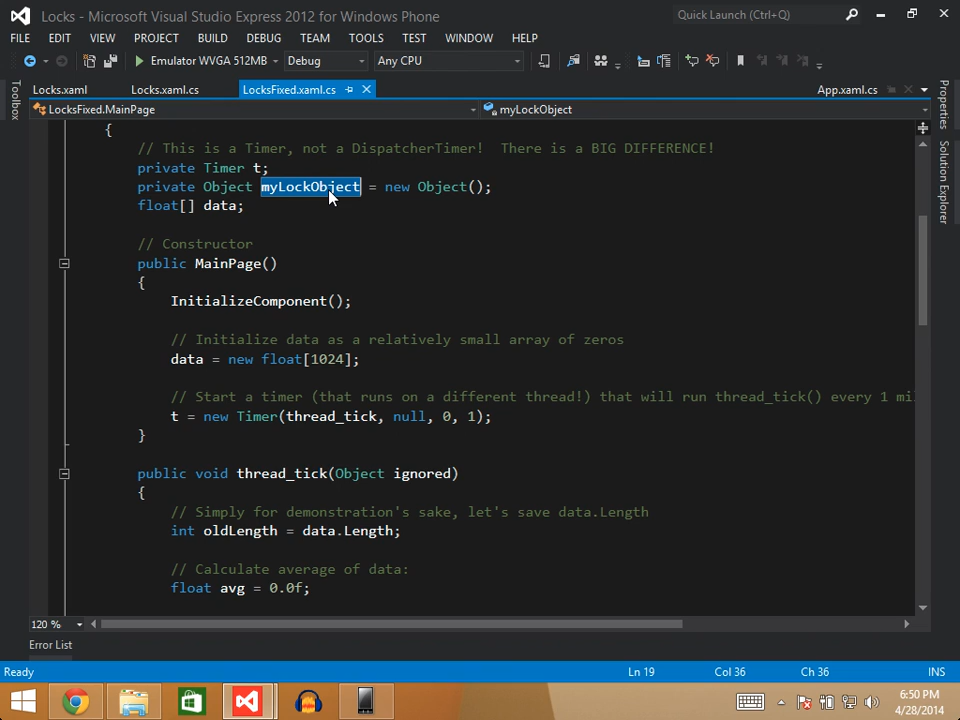 Locks - Microsoft Visual Studio Express 2012 for Windows Phone
Quick Launch (Ctrl+Q)
FILE EDIT VIEW PROJECT BUILD DEBUG TEAM TOOLS TEST WINDOW HELP
Emulator WVGA 512MB Debug Any CPU
Locks.xaml Locks.xaml.cs LocksFixed.xaml.cs App.xaml.cs
LocksFixed.MainPage myLockObject
Toolbox
Properties
Solution Explorer
{
// This is a Timer, not a DispatcherTimer!  There is a BIG DIFFERENCE!
private Timer t;
private Object myLockObject = new Object();
float[] data;
// Constructor
public MainPage()
{
InitializeComponent();
// Initialize data as a relatively small array of zeros
data = new float[1024];
// Start a timer (that runs on a different thread!) that will run thread_tick() every 1 mil
t = new Timer(thread_tick, null, 0, 1);
}
public void thread_tick(Object ignored)
{
// Simply for demonstration's sake, let's save data.Length
int oldLength = data.Length;
// Calculate average of data:
float avg = 0.0f;
120 %
Error List
Ready Ln 19 Col 36 Ch 36 INS
6:50 PM
4/28/2014